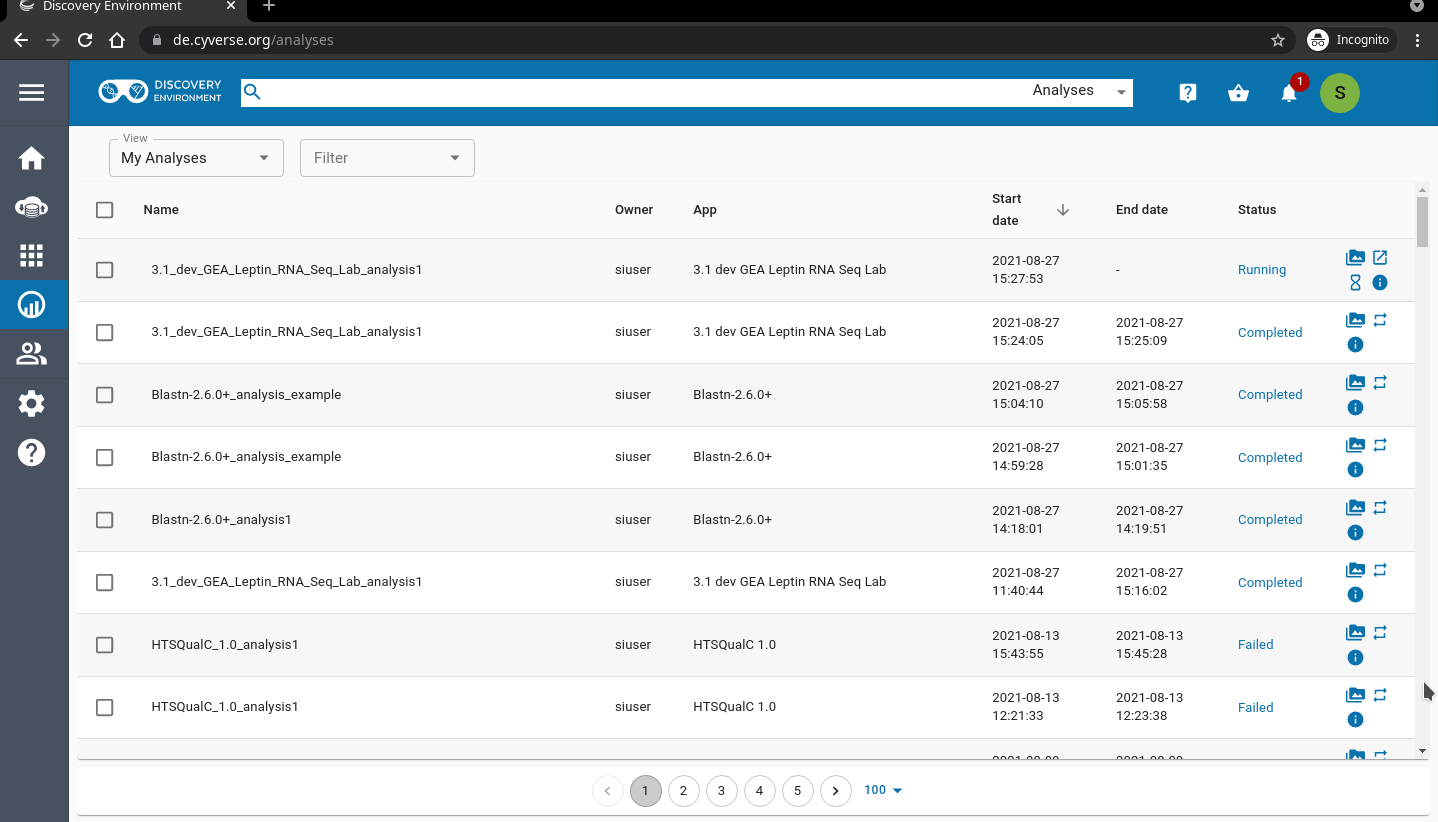 Discovery Environment
de.cyverse.org/analyses
Incognito
DISCOVERY
ENVIRONMENT
Analyses
1
S
View
My Analyses
Filter
Name Owner App Start date End date Status
3.1_dev_GEA_Leptin_RNA_Seq_Lab_analysis1 siuser 3.1 dev GEA Leptin RNA Seq Lab 2021-08-27 15:27:53 - Running
3.1_dev_GEA_Leptin_RNA_Seq_Lab_analysis1 siuser 3.1 dev GEA Leptin RNA Seq Lab 2021-08-27 15:24:05 2021-08-27 15:25:09 Completed
Blastn-2.6.0+_analysis_example siuser Blastn-2.6.0+ 2021-08-27 15:04:10 2021-08-27 15:05:58 Completed
Blastn-2.6.0+_analysis_example siuser Blastn-2.6.0+ 2021-08-27 14:59:28 2021-08-27 15:01:35 Completed
Blastn-2.6.0+_analysis1 siuser Blastn-2.6.0+ 2021-08-27 14:18:01 2021-08-27 14:19:51 Completed
3.1_dev_GEA_Leptin_RNA_Seq_Lab_analysis1 siuser 3.1 dev GEA Leptin RNA Seq Lab 2021-08-27 11:40:44 2021-08-27 15:16:02 Completed
HTSQualC_1.0_analysis1 siuser HTSQualC 1.0 2021-08-13 15:43:55 2021-08-13 15:45:28 Failed
HTSQualC_1.0_analysis1 siuser HTSQualC 1.0 2021-08-13 12:21:33 2021-08-13 12:23:38 Failed
1 2 3 4 5 100